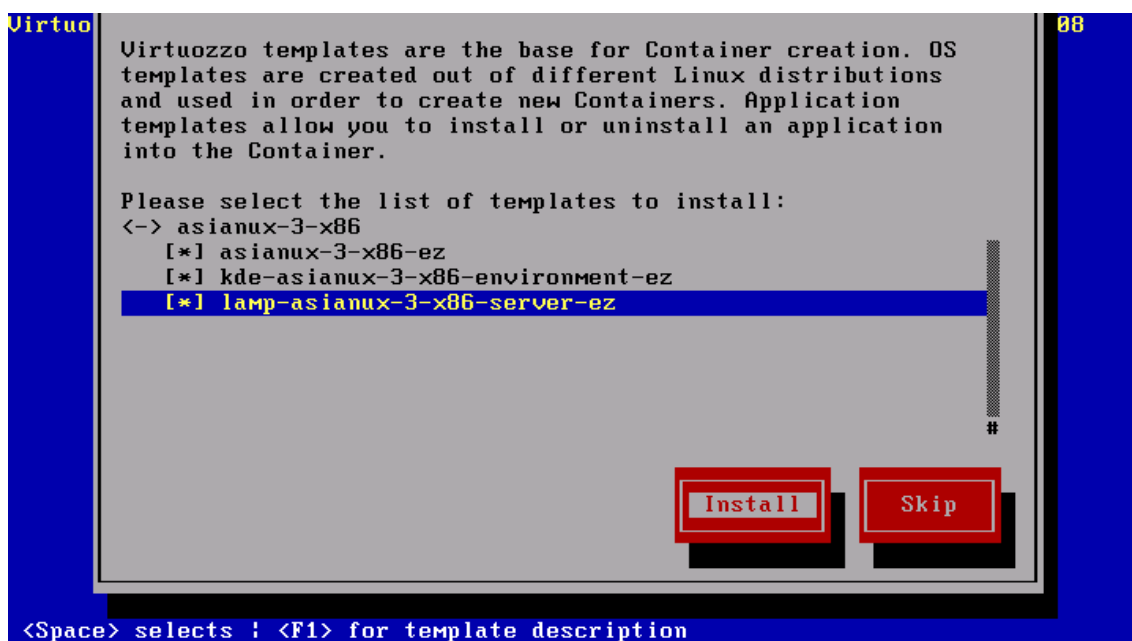 Virtuo 08
Virtuozzo templates are the base for Container creation. OS
templates are created out of different Linux distributions
and used in order to create new Containers. Application
templates allow you to install or uninstall an application
into the Container.
Please select the list of templates to install:
<-> asianux-3-x86
[*] asianux-3-x86-ez
[*] kde-asianux-3-x86-environment-ez
[*] lamp-asianux-3-x86-server-ez
#
Install Skip
<Space> selects ¦ <F1> for template description